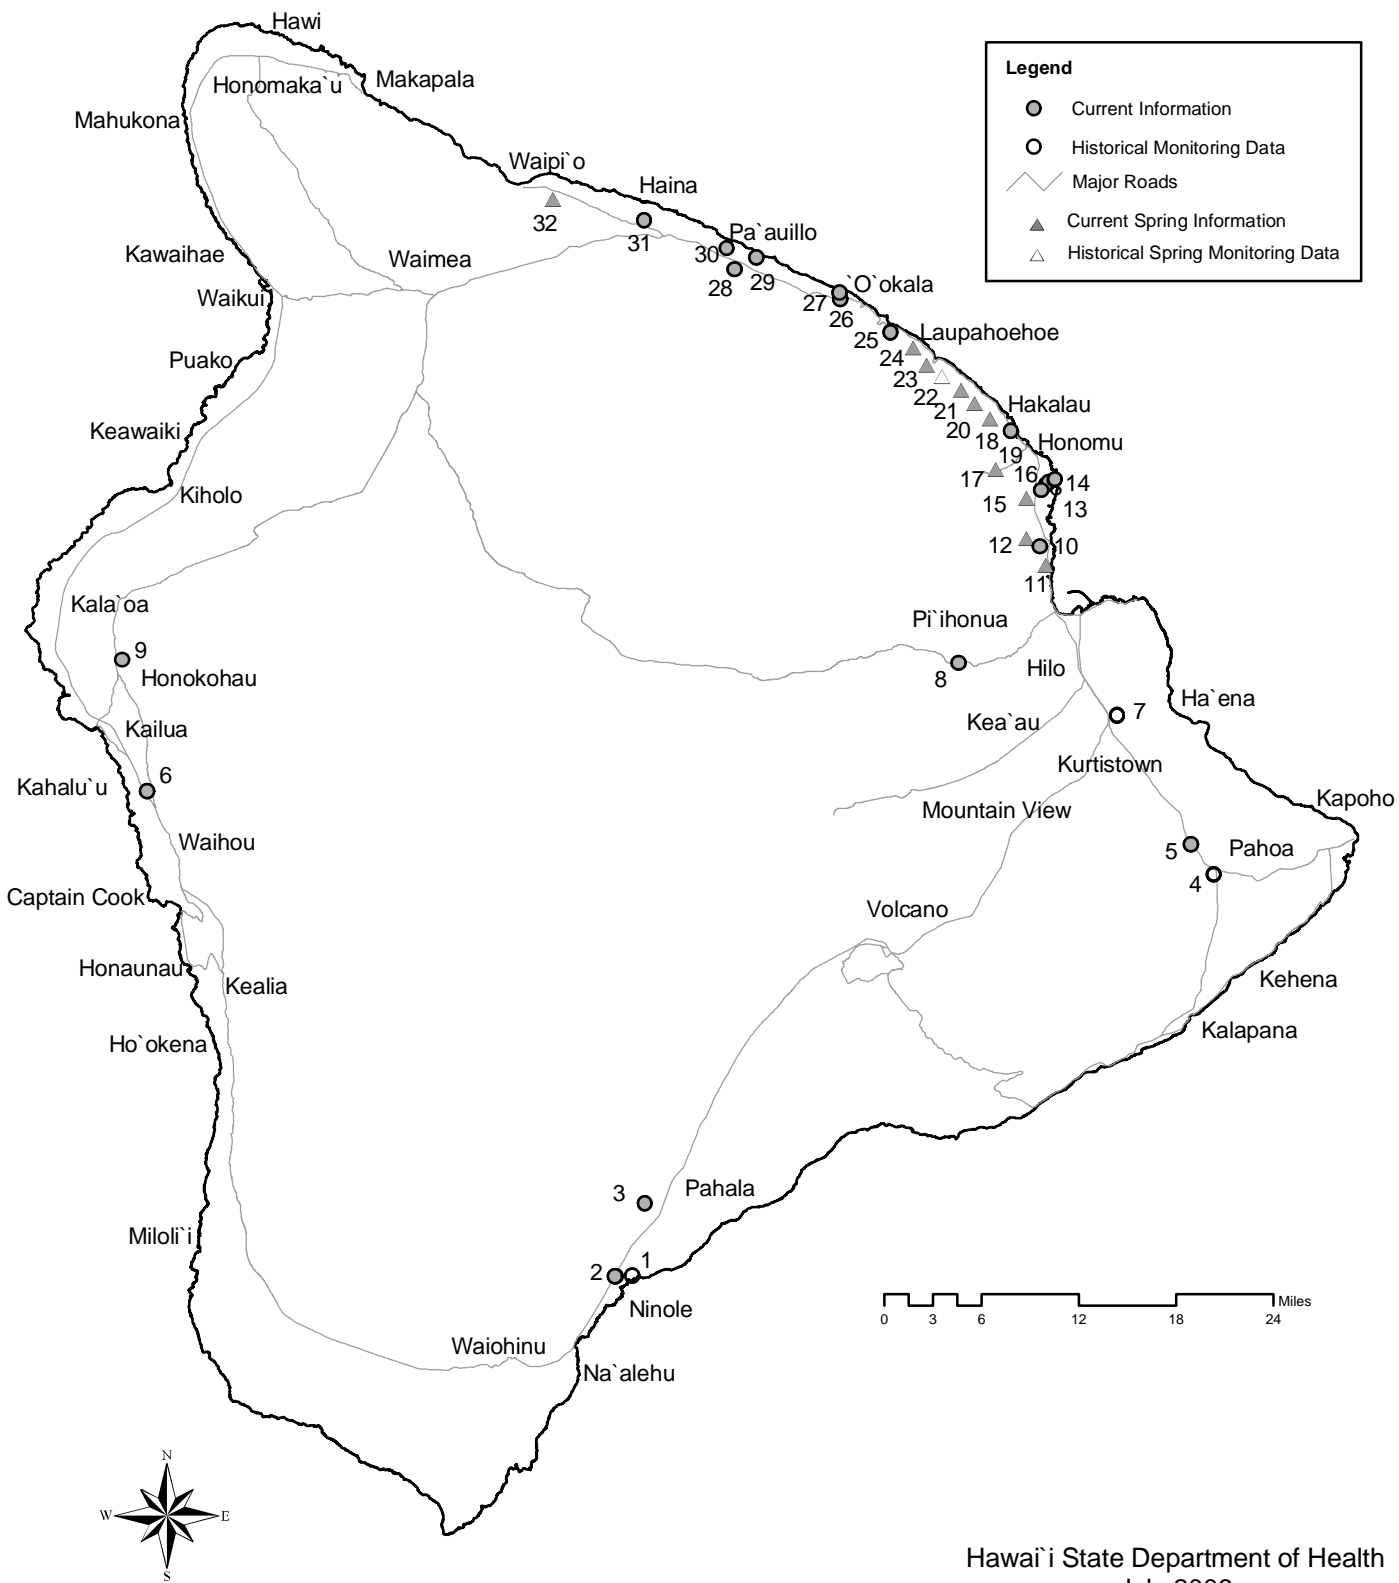 Hawi
Honomaka`u
Makapala
Mahukona
Waipi`o
Haina
32
31
Pa`auillo
30
29
28
Kawaihae
Waimea
Waikui
`O`okala
27
26
25
Laupahoehoe
24
23
22
21
20
18
19
Puako
Hakalau
Keawaiki
Honomu
17
16
14
13
15
Kiholo
12
10
11
Kala`oa
Pi`ihonua
9
Honokohau
8
Hilo
Ha`ena
7
Kea`au
Kailua
Kurtistown
6
Kahalu`u
Mountain View
Kapoho
Waihou
5
Pahoa
4
Captain Cook
Volcano
Honaunau
Kealia
Kehena
Kalapana
Ho`okena
3
Pahala
Miloli`i
2
1
Ninole
Waiohinu
Na`alehu
Legend
Current Information
Historical Monitoring Data
Major Roads
Current Spring Information
Historical Spring Monitoring Data
Miles
0 3 6 12 18 24
N
W E
S
Hawai`i State Department of Health